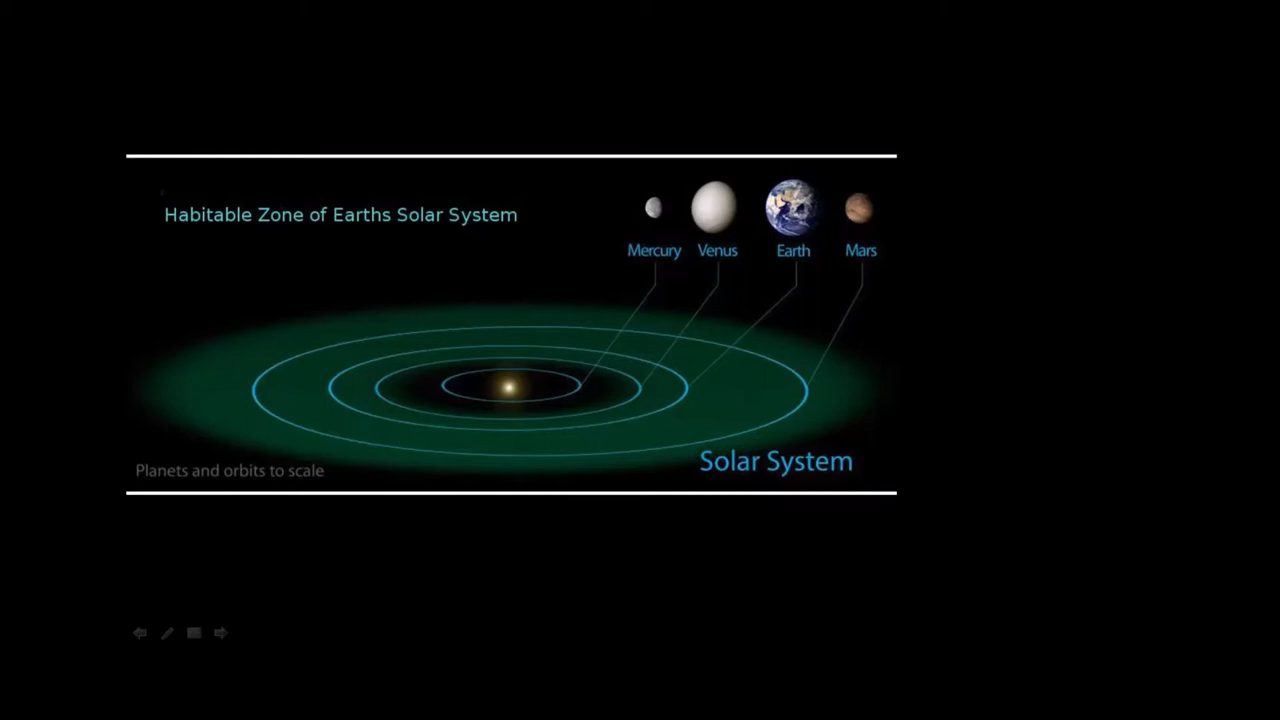 Habitable Zone of Earths Solar System
Mercury Venus Earth Mars
Solar System
Planets and orbits to scale